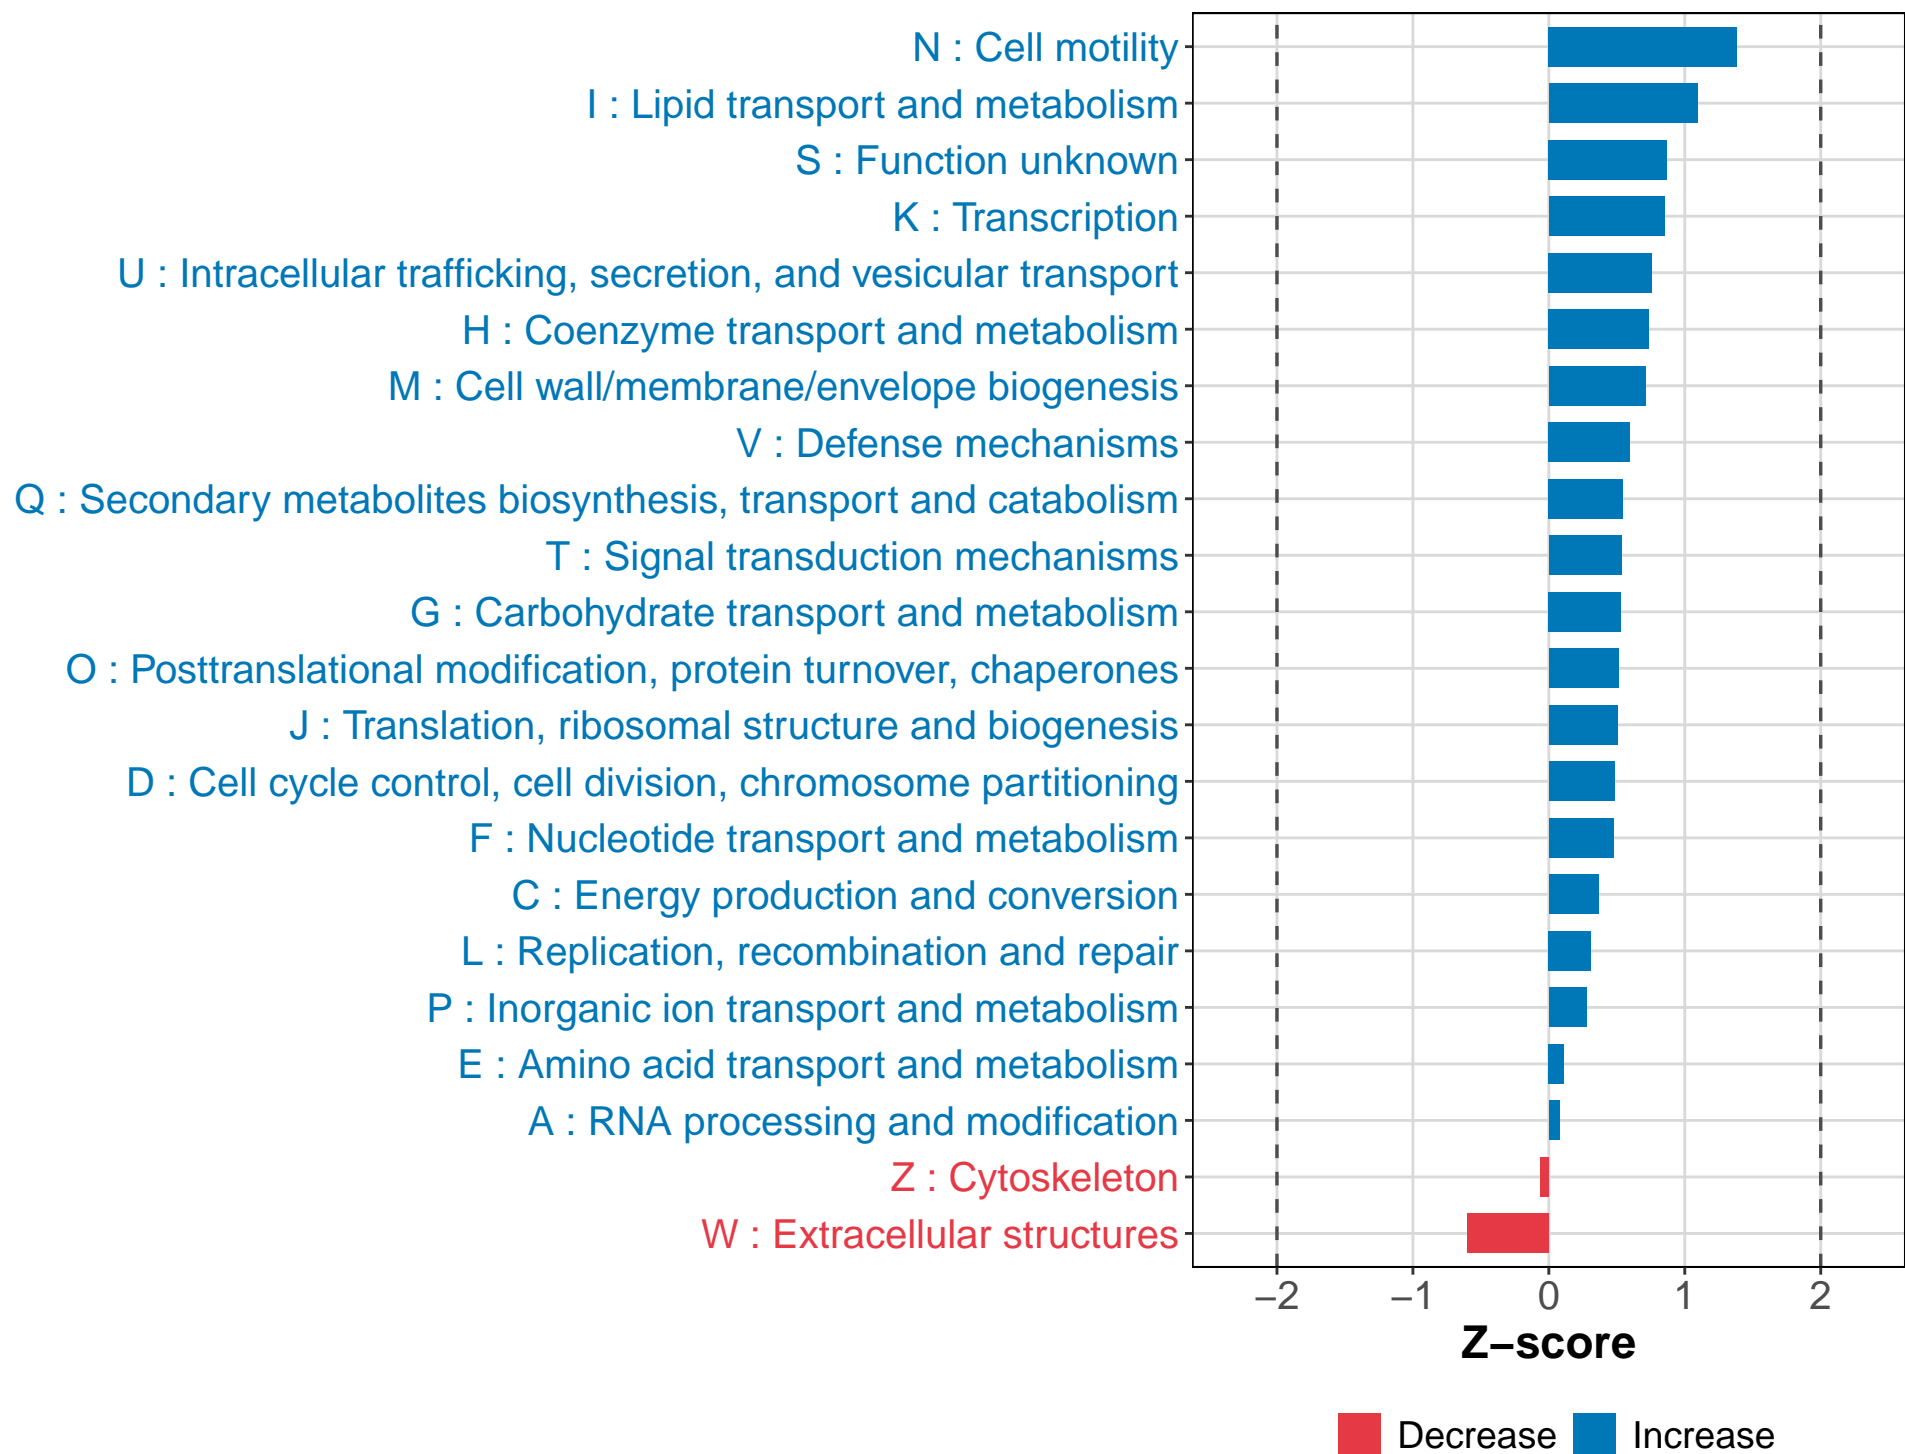 N : Cell motility
I : Lipid transport and metabolism
S : Function unknown
K : Transcription
U : Intracellular trafficking, secretion, and vesicular transport
H : Coenzyme transport and metabolism
M : Cell wall/membrane/envelope biogenesis
V : Defense mechanisms
Q : Secondary metabolites biosynthesis, transport and catabolism
T : Signal transduction mechanisms
G : Carbohydrate transport and metabolism
O : Posttranslational modification, protein turnover, chaperones
J : Translation, ribosomal structure and biogenesis
D : Cell cycle control, cell division, chromosome partitioning
F : Nucleotide transport and metabolism
C : Energy production and conversion
L : Replication, recombination and repair
P : Inorganic ion transport and metabolism
E : Amino acid transport and metabolism
A : RNA processing and modification
Z : Cytoskeleton
W : Extracellular structures
−2 −1 0 1 2
Z−score
Decrease Increase